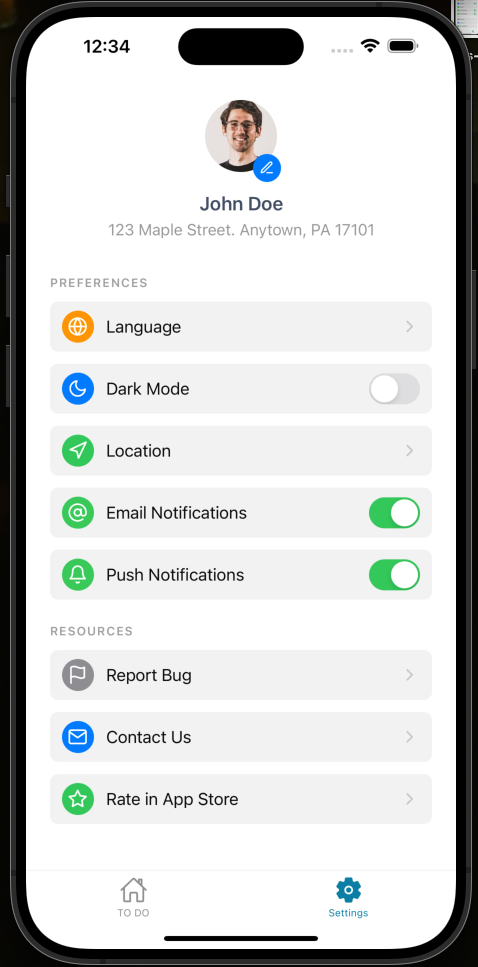 12:34
John Doe
123 Maple Street. Anytown, PA 17101
PREFERENCES
Language
Dark Mode
Location
Email Notifications
Push Notifications
RESOURCES
Report Bug
Contact Us
Rate in App Store
TO DO
Settings